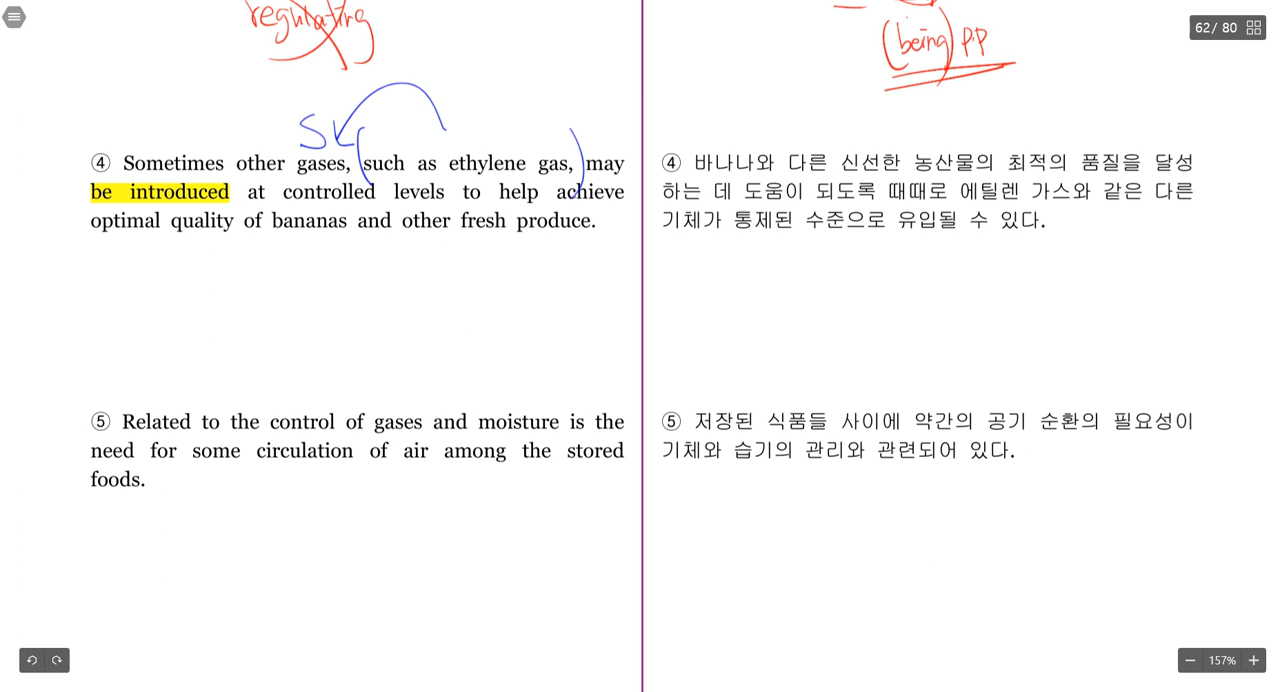 regulating
(being) p.p
62/ 80
S
④ Sometimes other gases, (such as ethylene gas,) may
be introduced at controlled levels to help achieve
optimal quality of bananas and other fresh produce.
④ 바나나와 다른 신선한 농산물의 최적의 품질을 달성
하는 데 도움이 되도록 때때로 에틸렌 가스와 같은 다른
기체가 통제된 수준으로 유입될 수 있다.
⑤ Related to the control of gases and moisture is the
need for some circulation of air among the stored
foods.
⑤ 저장된 식품들 사이에 약간의 공기 순환의 필요성이
기체와 습기의 관리와 관련되어 있다.
157%